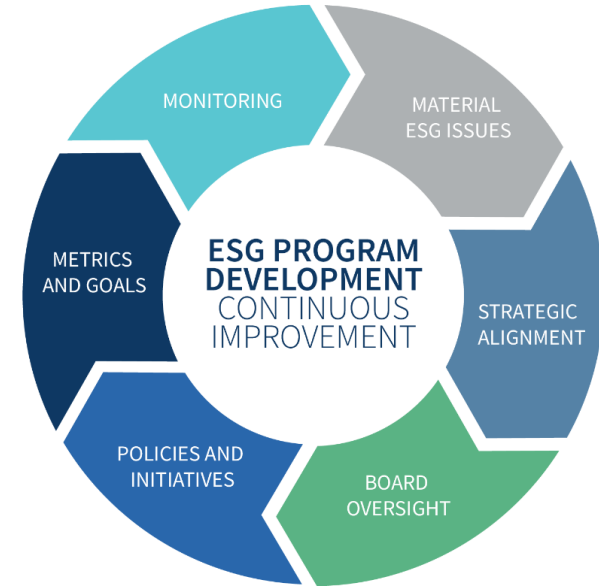 MONITORING
MATERIAL
ESG ISSUES
METRICS
AND GOALS
ESG PROGRAM
DEVELOPMENT
CONTINUOUS
IMPROVEMENT
STRATEGIC
ALIGNMENT
POLICIES AND
INITIATIVES
BOARD
OVERSIGHT